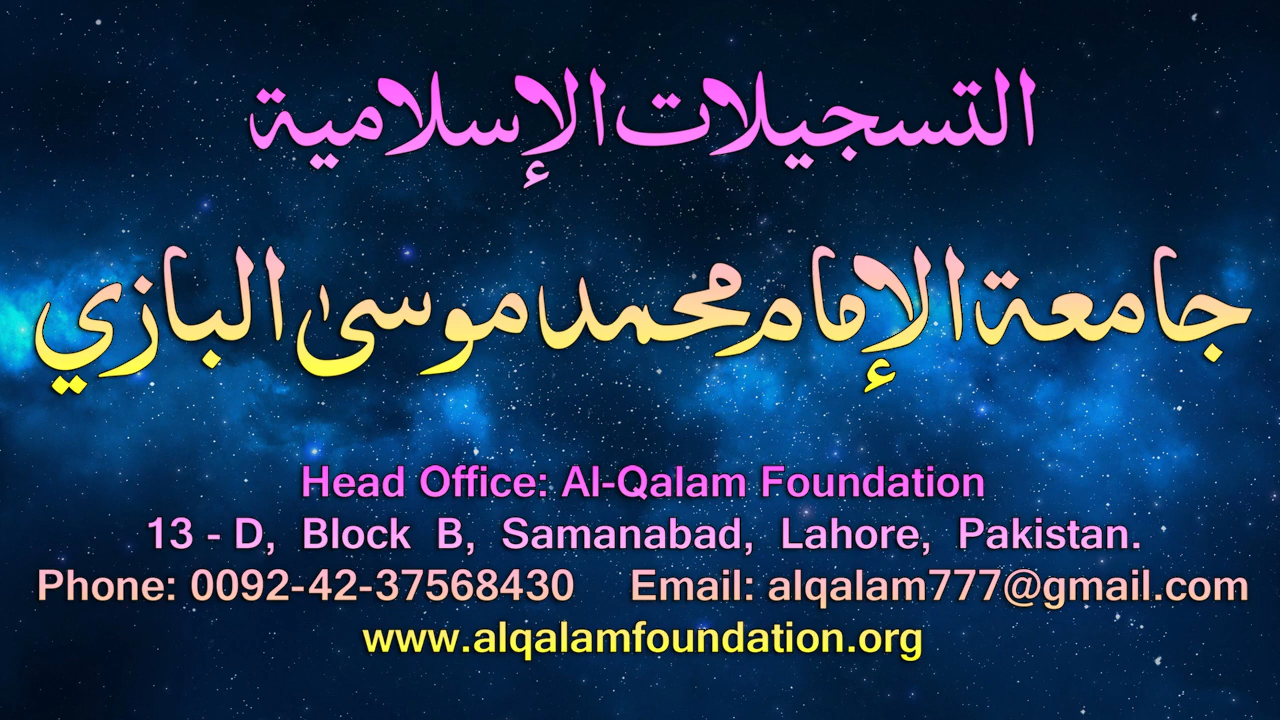 التسجيلات الإسلامية
جامعة الإمام محمد موسىٰ البازي
Head Office: Al-Qalam Foundation
13 - D, Block B, Samanabad, Lahore, Pakistan.
Phone: 0092-42-37568430 Email: alqalam777@gmail.com
www.alqalamfoundation.org